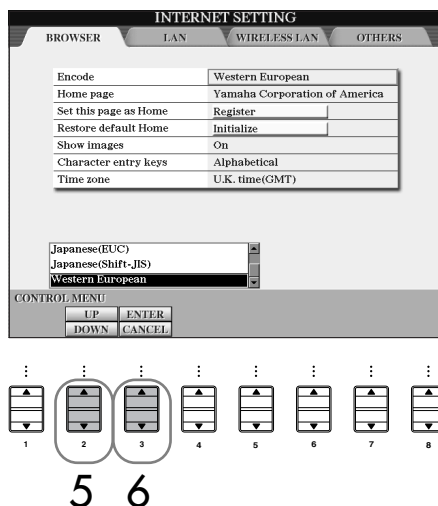 INTERNET SETTING
BROWSER LAN WIRELESS LAN OTHERS
Encode Western European
Home page Yamaha Corporation of America
Set this page as Home Register
Restore default Home Initialize
Show images On
Character entry keys Alphabetical
Time zone U.K. time(GMT)
Japanese(EUC)
Japanese(Shift-JIS)
Western European
CONTROL MENU
UP ENTER
DOWN CANCEL
1 2 3 4 5 6 7 8
5 6